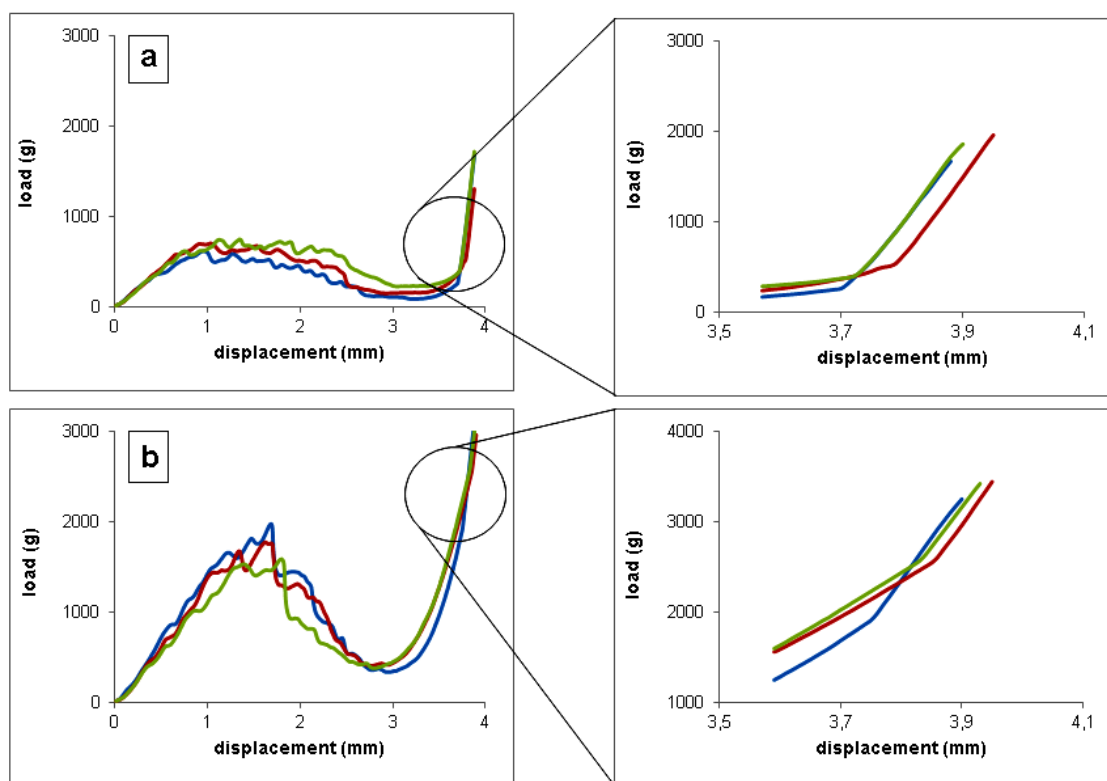 a
load (g)
3000
2000
1000
0
0 1 2 3 4
displacement (mm)
load (g)
3000
2000
1000
0
3,5 3,7 3,9 4,1
displacement (mm)
b
load (g)
3000
2000
1000
0
0 1 2 3 4
displacement (mm)
load (g)
4000
3000
2000
1000
3,5 3,7 3,9 4,1
displacement (mm)